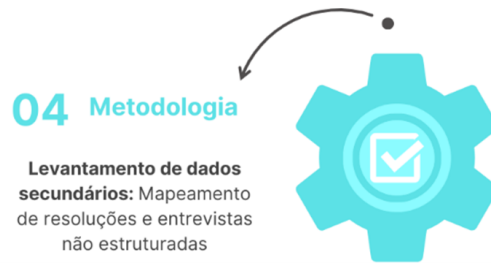 04 Metodologia
Levantamento de dados
secundários: Mapeamento
de resoluções e entrevistas
não estruturadas